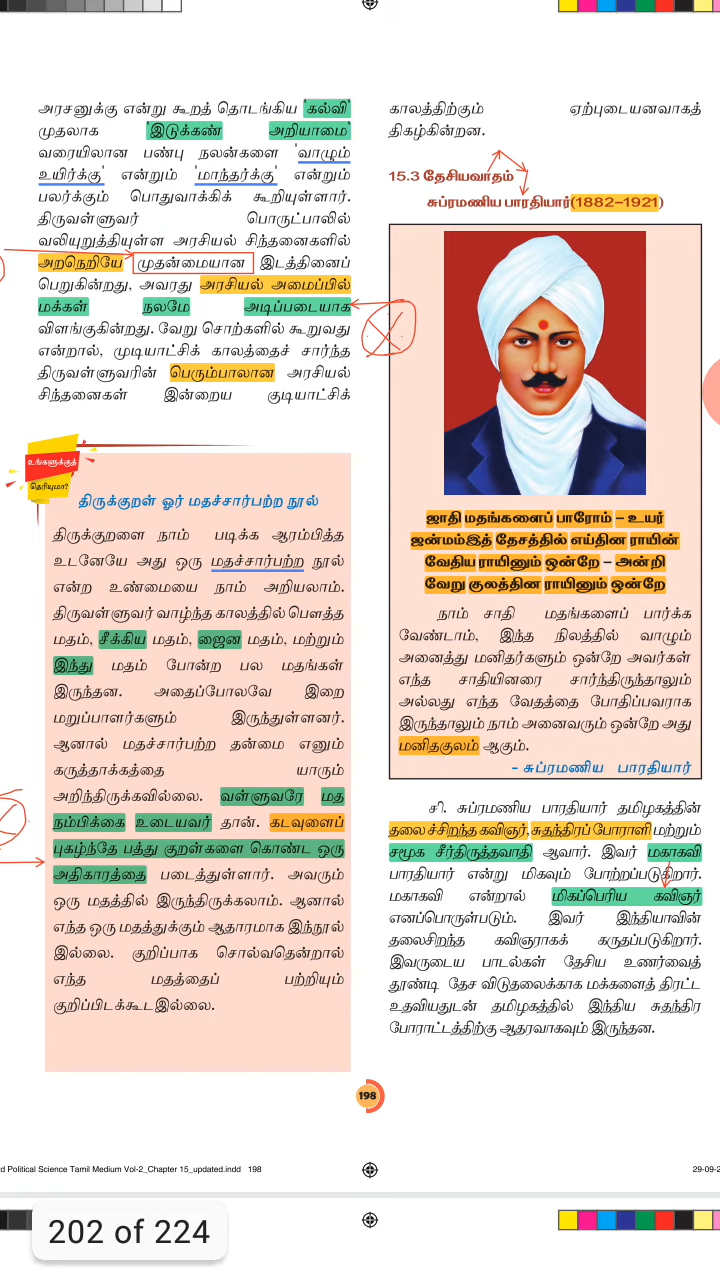 அரசனுக்கு என்று கூறத் தொடங்கிய 'கல்வி'
முதலாக 'இடுக்கண் அறியாமை'
வரையிலான பண்பு நலன்களை 'வாழும்
உயிர்க்கு' என்றும் 'மாந்தர்க்கு' என்றும்
பலர்க்கும் பொதுவாக்கிக் கூறியுள்ளார்.
திருவள்ளுவர் பொருட்பாலில்
வலியுறுத்தியுள்ள அரசியல் சிந்தனைகளில்
அறநெறியே முதன்மையான இடத்தினைப்
பெறுகின்றது, அவரது அரசியல் அமைப்பில்
மக்கள் நலமே அடிப்படையாக
விளங்குகின்றது. வேறு சொற்களில் கூறுவது
என்றால், முடியாட்சிக் காலத்தைச் சார்ந்த
திருவள்ளுவரின் பெரும்பாலான அரசியல்
சிந்தனைகள் இன்றைய குடியாட்சிக்
உங்களுக்குத்
தெரியுமா?
திருக்குறள் ஓர் மதச்சார்பற்ற நூல்
திருக்குறளை நாம் படிக்க ஆரம்பித்த
உடனேயே அது ஒரு மதச்சார்பற்ற நூல்
என்ற உண்மையை நாம் அறியலாம்.
திருவள்ளுவர் வாழ்ந்த காலத்தில் பௌத்த
மதம், சீக்கிய மதம், ஜைன மதம், மற்றும்
இந்து மதம் போன்ற பல மதங்கள்
இருந்தன. அதைப்போலவே இறை
மறுப்பாளர்களும் இருந்துள்ளனர்.
ஆனால் மதச்சார்பற்ற தன்மை எனும்
கருத்தாக்கத்தை யாரும்
அறிந்திருக்கவில்லை. வள்ளுவரே மத
நம்பிக்கை உடையவர் தான். கடவுளைப்
புகழ்ந்தே பத்து குறள்களை கொண்ட ஒரு
அதிகாரத்தை படைத்துள்ளார். அவரும்
ஒரு மதத்தில் இருந்திருக்கலாம். ஆனால்
எந்த ஒரு மதத்துக்கும் ஆதாரமாக இந்நூல்
இல்லை. குறிப்பாக சொல்வதென்றால்
எந்த மதத்தைப் பற்றியும்
குறிப்பிடக்கூடஇல்லை.
காலத்திற்கும் ஏற்புடையனவாகத்
திகழ்கின்றன.
15.3 தேசியவாதம்
சுப்ரமணிய பாரதியார்(1882–1921)
ஜாதி மதங்களைப் பாரோம் – உயர்
ஜன்மம்இத் தேசத்தில் எய்தின ராயின்
வேதிய ராயினும் ஒன்றே – அன்றி
வேறு குலத்தின ராயினும் ஒன்றே
நாம் சாதி மதங்களைப் பார்க்க
வேண்டாம், இந்த நிலத்தில் வாழும்
அனைத்து மனிதர்களும் ஒன்றே அவர்கள்
எந்த சாதியினரை சார்ந்திருந்தாலும்
அல்லது எந்த வேதத்தை போதிப்பவராக
இருந்தாலும் நாம் அனைவரும் ஒன்றே அது
மனிதகுலம் ஆகும்.
– சுப்ரமணிய பாரதியார்
சி. சுப்ரமணிய பாரதியார் தமிழகத்தின்
தலைச்சிறந்த கவிஞர், சுதந்திரப் போராளி மற்றும்
சமூக சீர்திருத்தவாதி ஆவார். இவர் மகாகவி
பாரதியார் என்று மிகவும் போற்றப்படுகிறார்.
மகாகவி என்றால் மிகப்பெரிய கவிஞர்
எனப்பொருள்படும். இவர் இந்தியாவின்
தலைசிறந்த கவிஞராகக் கருதப்படுகிறார்.
இவருடைய பாடல்கள் தேசிய உணர்வைத்
தூண்டி தேச விடுதலைக்காக மக்களைத் திரட்ட
உதவியதுடன் தமிழகத்தில் இந்திய சுதந்திர
போராட்டத்திற்கு ஆதரவாகவும் இருந்தன.
198
d Political Science Tamil Medium Vol-2_Chapter 15_updated.indd 198
29-09-2
202 of 224